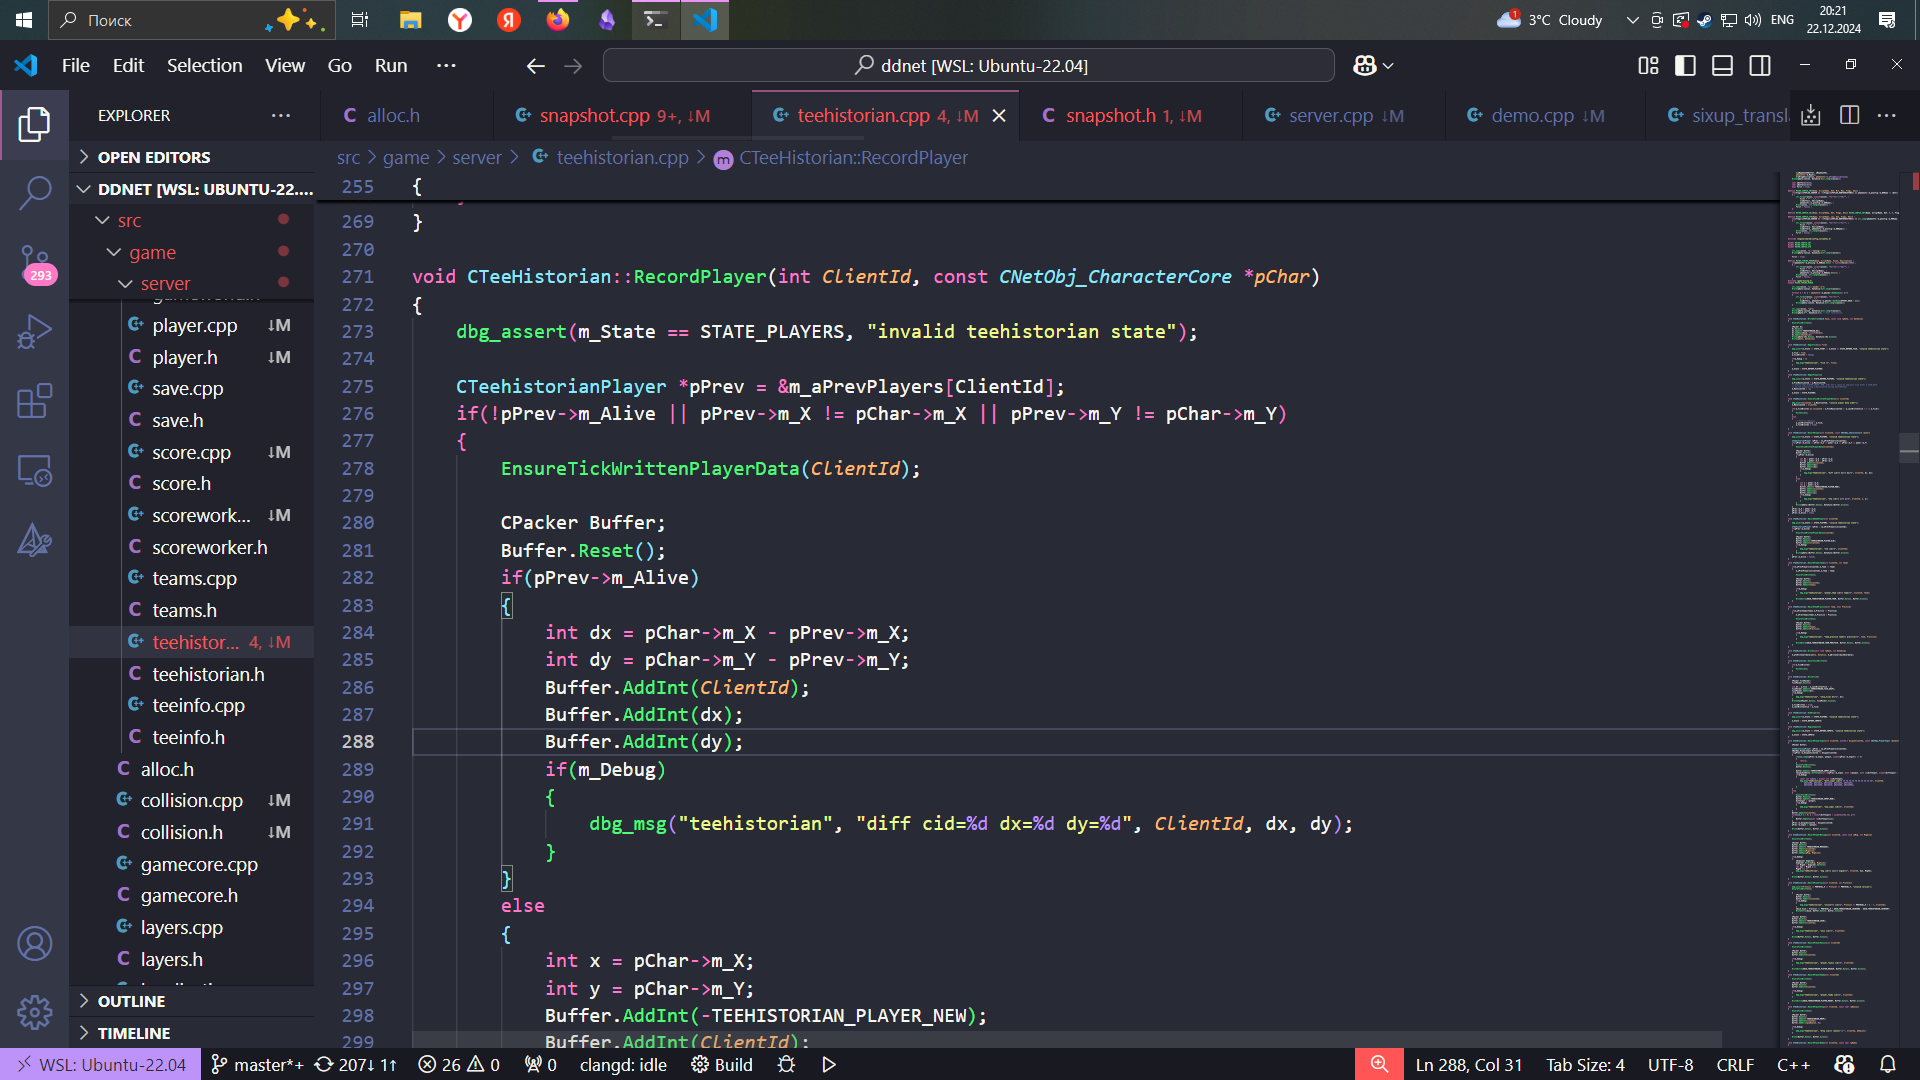 Поиск
1
3°C Cloudy
ENG
20:21
22.12.2024
File Edit Selection View Go Run ···
ddnet [WSL: Ubuntu-22.04]
EXPLORER
alloc.h
snapshot.cpp 9+, ↓M
teehistorian.cpp 4, ↓M
snapshot.h 1, ↓M
server.cpp ↓M
demo.cpp ↓M
sixup_transl
OPEN EDITORS
DDNET [WSL: UBUNTU-22....
src
game
server
player.cpp ↓M
player.h ↓M
save.cpp
save.h
score.cpp ↓M
score.h
scorework... ↓M
scoreworker.h
teams.cpp
teams.h
teehistor... 4, ↓M
teehistorian.h
teeinfo.cpp
teeinfo.h
alloc.h
collision.cpp ↓M
collision.h ↓M
gamecore.cpp
gamecore.h
layers.cpp
layers.h
OUTLINE
TIMELINE
293
src > game > server > teehistorian.cpp > m CTeeHistorian::RecordPlayer
255 {
269 }
270
271 void CTeeHistorian::RecordPlayer(int ClientId, const CNetObj_CharacterCore *pChar)
272 {
273 dbg_assert(m_State == STATE_PLAYERS, "invalid teehistorian state");
274
275 CTeehistorianPlayer *pPrev = &m_aPrevPlayers[ClientId];
276 if(!pPrev->m_Alive || pPrev->m_X != pChar->m_X || pPrev->m_Y != pChar->m_Y)
277 {
278 EnsureTickWrittenPlayerData(ClientId);
279
280 CPacker Buffer;
281 Buffer.Reset();
282 if(pPrev->m_Alive)
283 {
284 int dx = pChar->m_X - pPrev->m_X;
285 int dy = pChar->m_Y - pPrev->m_Y;
286 Buffer.AddInt(ClientId);
287 Buffer.AddInt(dx);
288 Buffer.AddInt(dy);
289 if(m_Debug)
290 {
291 dbg_msg("teehistorian", "diff cid=%d dx=%d dy=%d", ClientId, dx, dy);
292 }
293 }
294 else
295 {
296 int x = pChar->m_X;
297 int y = pChar->m_Y;
298 Buffer.AddInt(-TEEHISTORIAN_PLAYER_NEW);
299 Buffer.AddInt(ClientId);
WSL: Ubuntu-22.04
master*+
207↓ 1↑
26 0
0
clangd: idle
Build
Ln 288, Col 31
Tab Size: 4
UTF-8
CRLF
C++